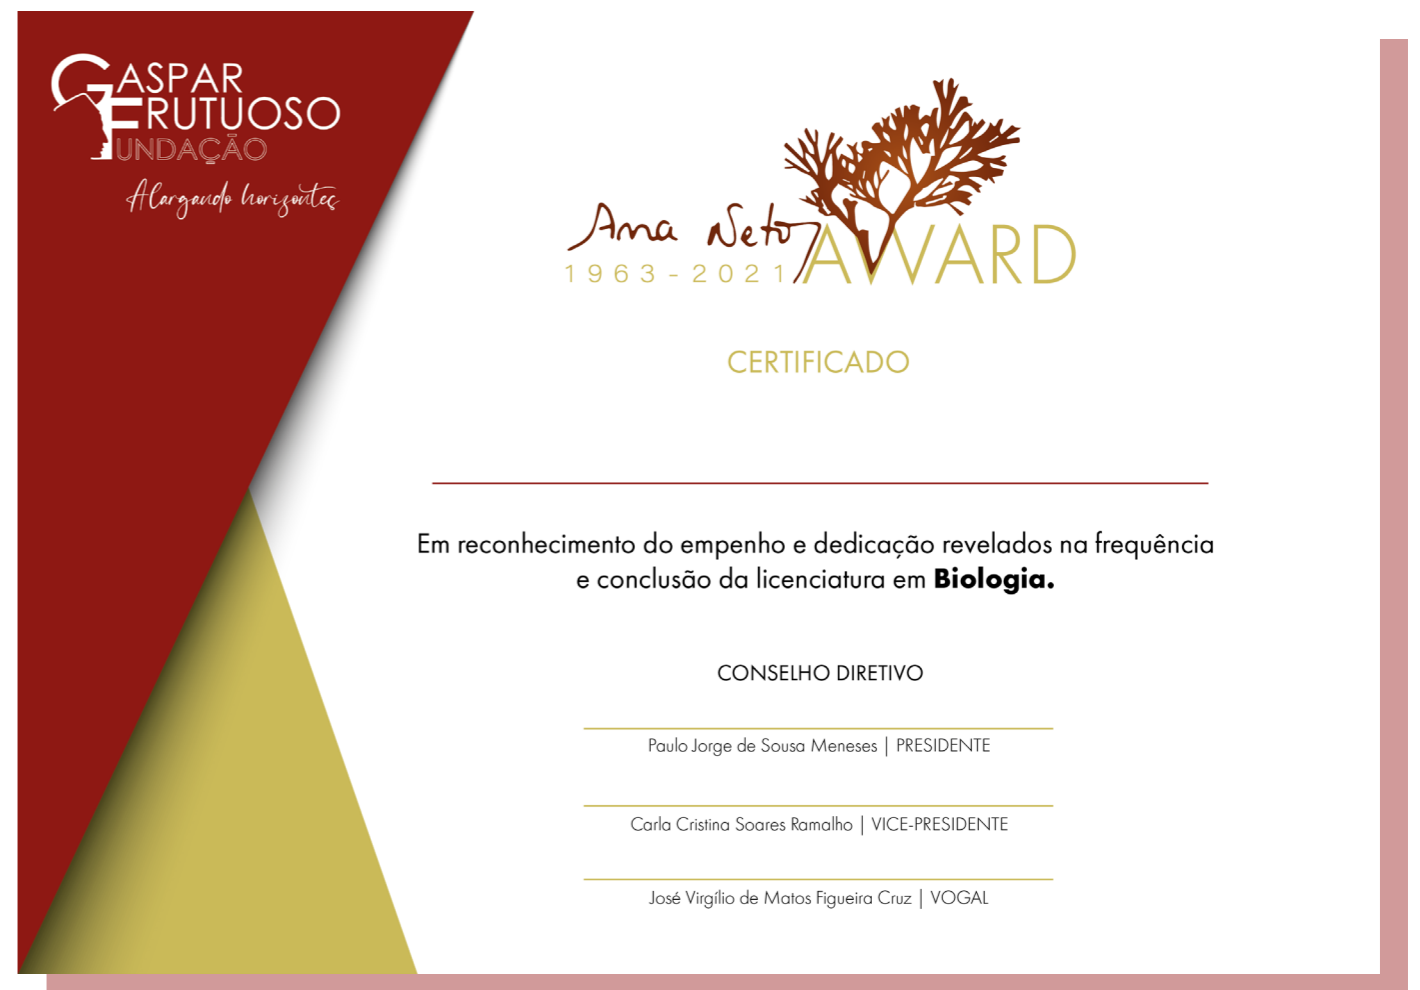 GASPAR
FRUTUOSO
FUNDAÇÃO
Alargando horizontes
Ana Neto AWARD
1963-2021
CERTIFICADO
Em reconhecimento do empenho e dedicação revelados na frequência
e conclusão da licenciatura em Biologia.
CONSELHO DIRETIVO
Paulo Jorge de Sousa Meneses | PRESIDENTE
Carla Cristina Soares Ramalho | VICE-PRESIDENTE
José Virgílio de Matos Figueira Cruz | VOGAL